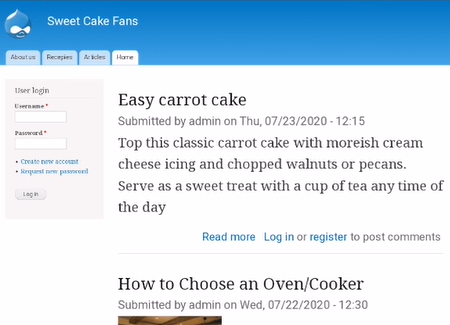 Sweet Cake Fans
About us
Recepies
Articles
Home
User login
Username *
Password *
Create new account
Request new password
Log in
Easy carrot cake
Submitted by admin on Thu, 07/23/2020 - 12:15
Top this classic carrot cake with moreish cream
cheese icing and chopped walnuts or pecans.
Serve as a sweet treat with a cup of tea any time of
the day
Read more Log in or register to post comments
How to Choose an Oven/Cooker
Submitted by admin on Wed, 07/22/2020 - 12:30